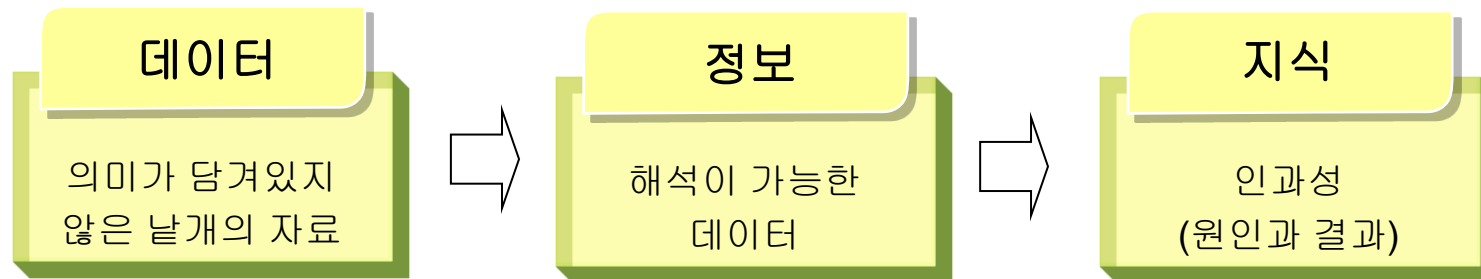 데이터
의미가 담겨있지
않은 낱개의 자료
정보
해석이 가능한
데이터
지식
인과성
(원인과 결과)